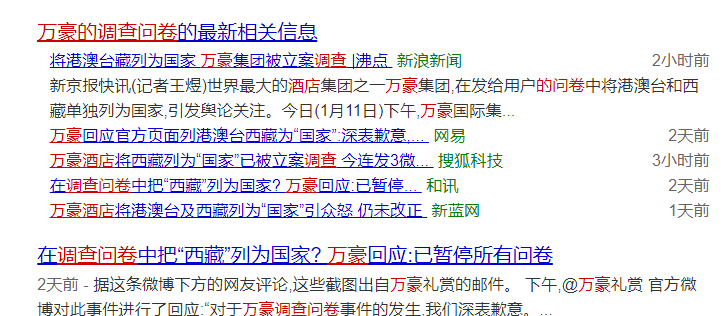 万豪的调查问卷的最新相关信息
将港澳台藏列为国家 万豪集团被立案调查 |沸点 新浪新闻 2小时前
新京报快讯(记者王煜)世界最大的酒店集团之一万豪集团,在发给用户的问卷中将港澳台和西
藏单独列为国家,引发舆论关注。今日(1月11日)下午,万豪国际集...
万豪回应官方页面列港澳台西藏为“国家”:深表歉意,... 网易 2天前
万豪酒店将西藏列为“国家”已被立案调查 今连发3微... 搜狐科技 3小时前
在调查问卷中把“西藏”列为国家? 万豪回应:已暂停... 和讯 2天前
万豪酒店将港澳台及西藏列为“国家”引众怒 仍未改正 新蓝网 1天前
在调查问卷中把“西藏”列为国家? 万豪回应:已暂停所有问卷
2天前 - 据这条微博下方的网友评论,这些截图出自万豪礼赏的邮件。 下午,@万豪礼赏 官方微
博对此事件进行了回应:“对于万豪调查问卷事件的发生,我们深表歉意。...